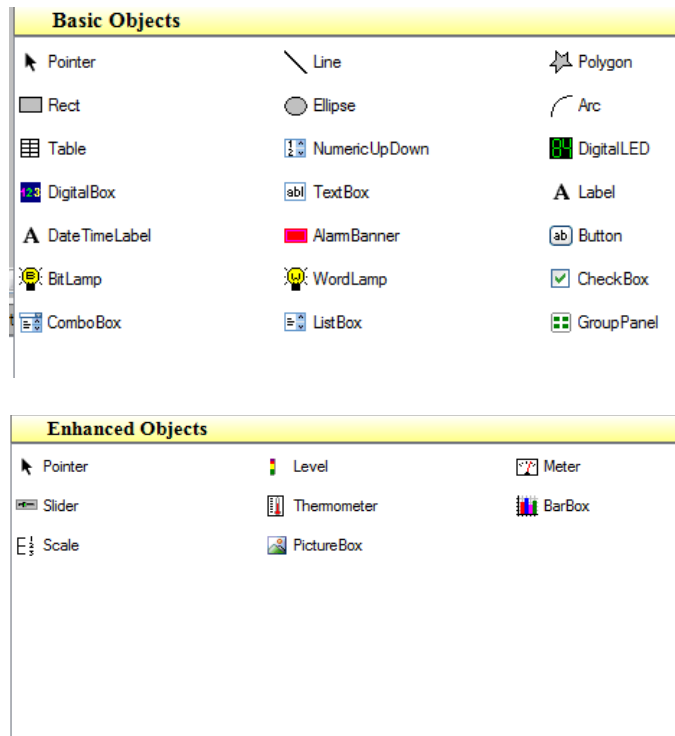 Basic Objects
Pointer Line Polygon
Rect Ellipse Arc
Table NumericUpDown DigitalLED
DigitalBox TextBox Label
DateTimeLabel AlarmBanner Button
BitLamp WordLamp CheckBox
ComboBox ListBox GroupPanel
Enhanced Objects
Pointer Level Meter
Slider Thermometer BarBox
Scale PictureBox